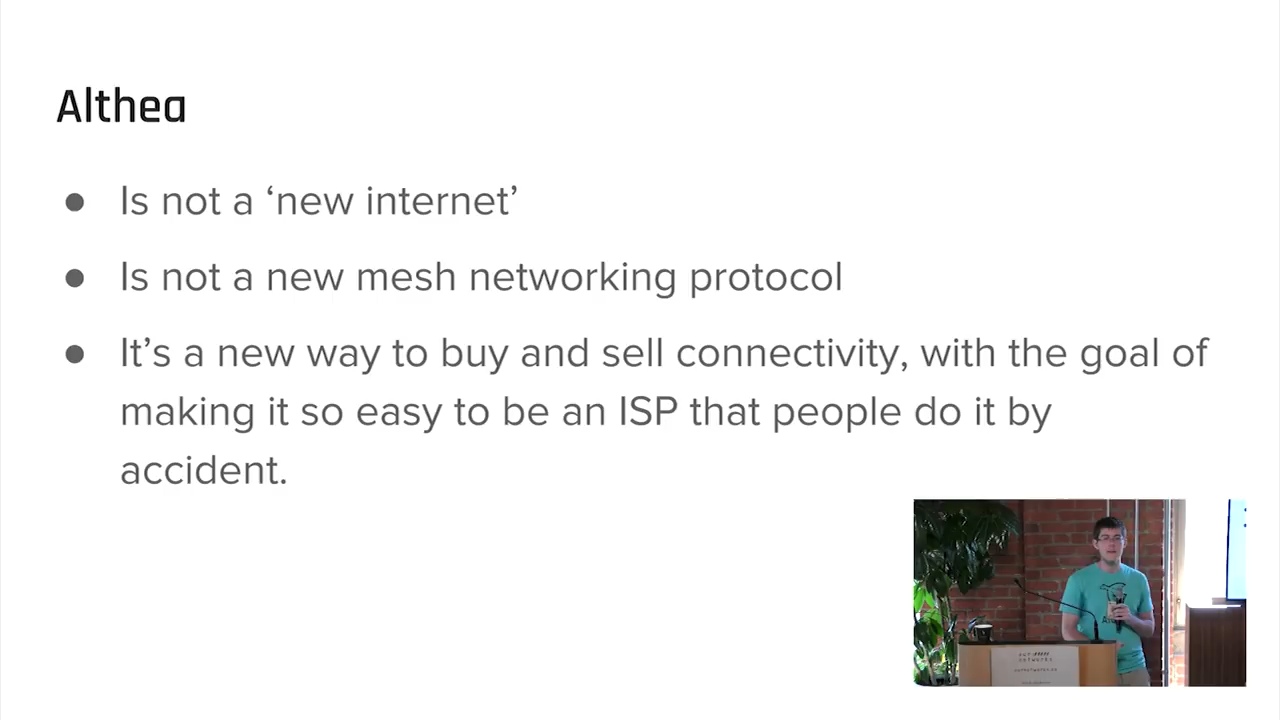 Althea
● Is not a ‘new internet’
● Is not a new mesh networking protocol
● It’s a new way to buy and sell connectivity, with the goal of
making it so easy to be an ISP that people do it by
accident.